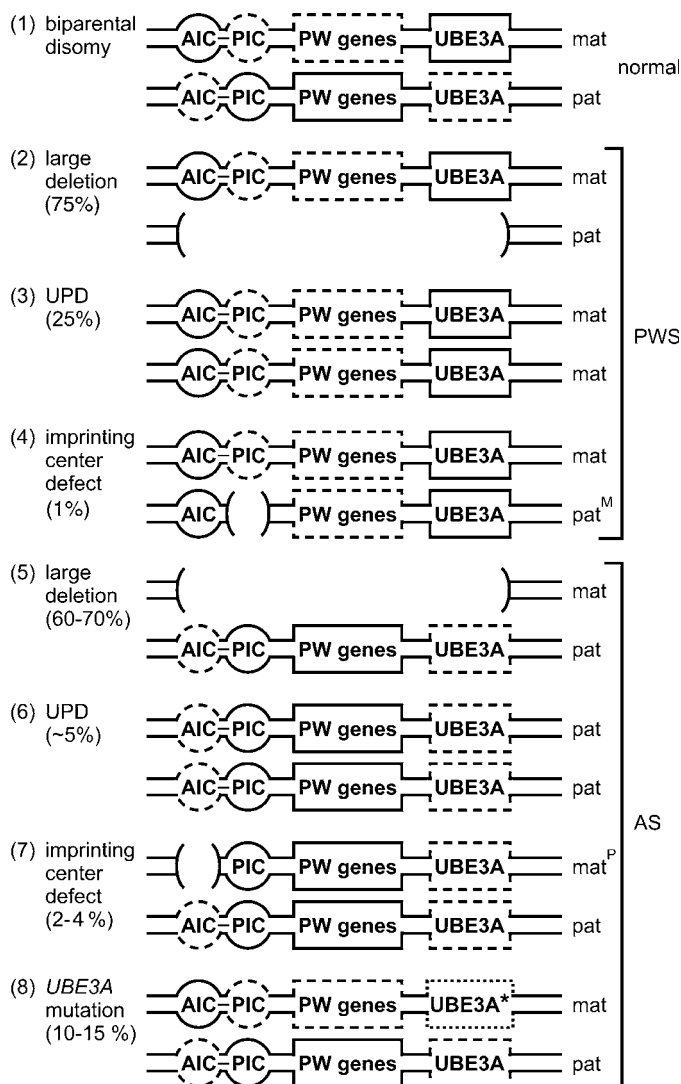 (1) biparental disomy
AIC PIC PW genes UBE3A mat
AIC PIC PW genes UBE3A pat
normal
(2) large deletion (75%)
AIC PIC PW genes UBE3A mat
pat
(3) UPD (25%)
AIC PIC PW genes UBE3A mat
AIC PIC PW genes UBE3A mat
PWS
(4) imprinting center defect (1%)
AIC PIC PW genes UBE3A mat
AIC PW genes UBE3A pat^M
(5) large deletion (60-70%)
mat
AIC PIC PW genes UBE3A pat
(6) UPD (~5%)
AIC PIC PW genes UBE3A pat
AIC PIC PW genes UBE3A pat
AS
(7) imprinting center defect (2-4 %)
PIC PW genes UBE3A mat^P
AIC PIC PW genes UBE3A pat
(8) UBE3A mutation (10-15 %)
AIC PIC PW genes UBE3A* mat
AIC PIC PW genes UBE3A pat